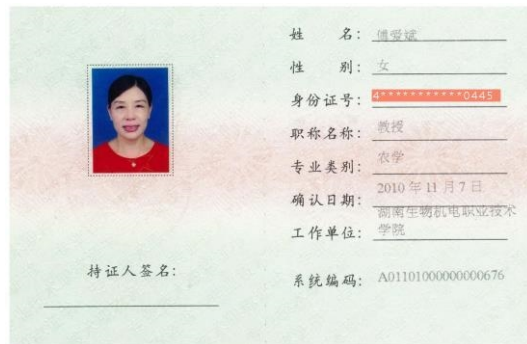 姓 名：傅爱斌
性 别：女
身份证号：4***********0445
职称名称：教授
专业类别：农学
确认日期：2010 年 11 月 7 日
工作单位：湖南生物机电职业技术
学院
持证人签名：
系统编码：A01101000000000676